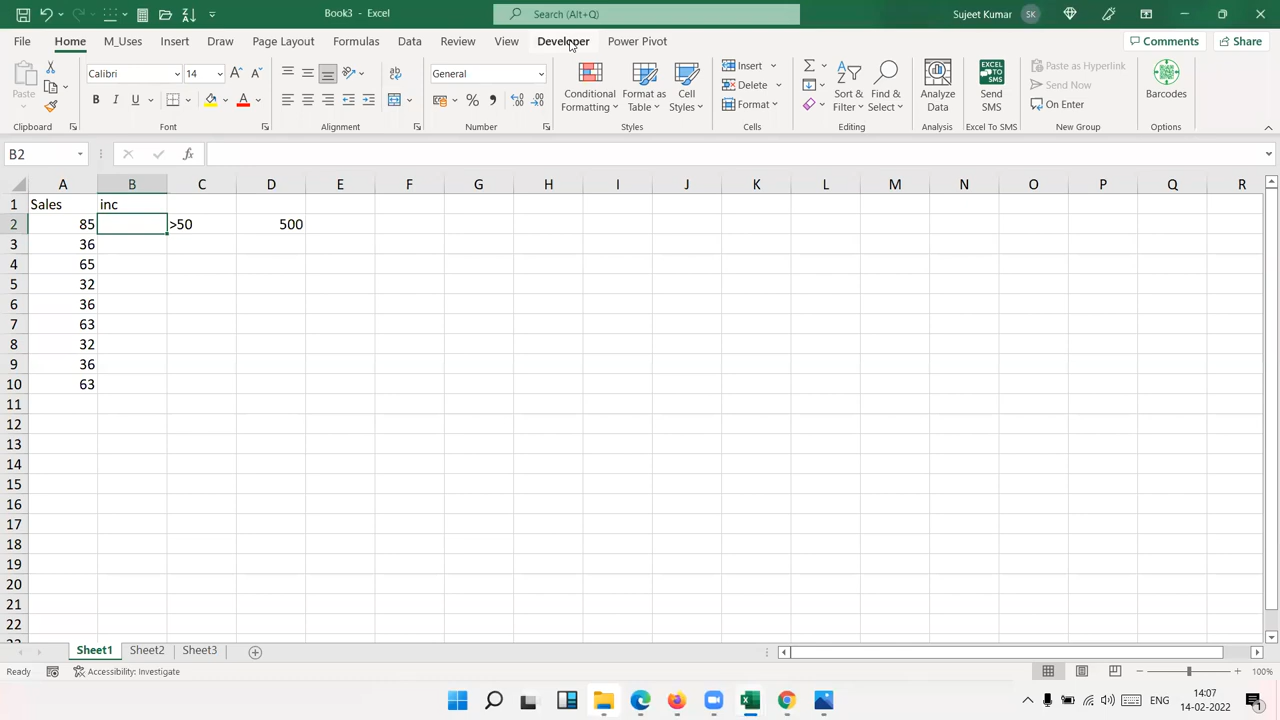 Book3 - Excel
Search (Alt+Q)
Sujeet Kumar
SK
File
Home
M_Uses
Insert
Draw
Page Layout
Formulas
Data
Review
View
Developer
Power Pivot
Comments
Share
Paste
Calibri
14
General
Conditional Formatting
Format as Table
Cell Styles
Insert
Delete
Format
Sort & Filter
Find & Select
Analyze Data
Send SMS
Paste as Hyperlink
Send Now
On Enter
Barcodes
Clipboard
Font
Alignment
Number
Styles
Cells
Editing
Analysis
Excel To SMS
New Group
Options
B2
fx
A B C D E F G H I J K L M N O P Q R
1 Sales inc
2 85 >50 500
3 36
4 65
5 32
6 36
7 63
8 32
9 36
10 63
11
12
13
14
15
16
17
18
19
20
21
22
Sheet1
Sheet2
Sheet3
Ready
Accessibility: Investigate
100%
ENG
14:07
14-02-2022